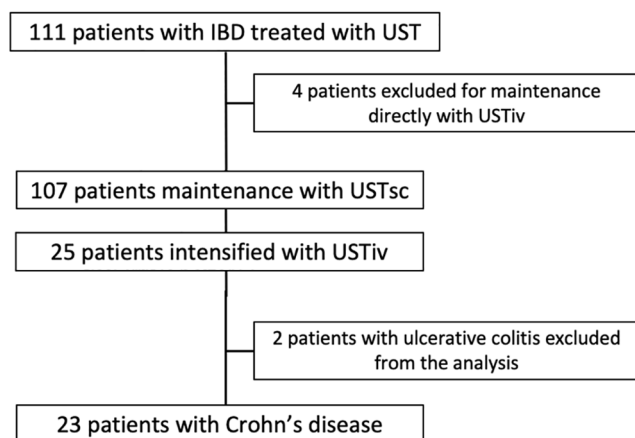 111 patients with IBD treated with UST
4 patients excluded for maintenance
directly with USTiv
107 patients maintenance with USTsc
25 patients intensified with USTiv
2 patients with ulcerative colitis excluded
from the analysis
23 patients with Crohn’s disease